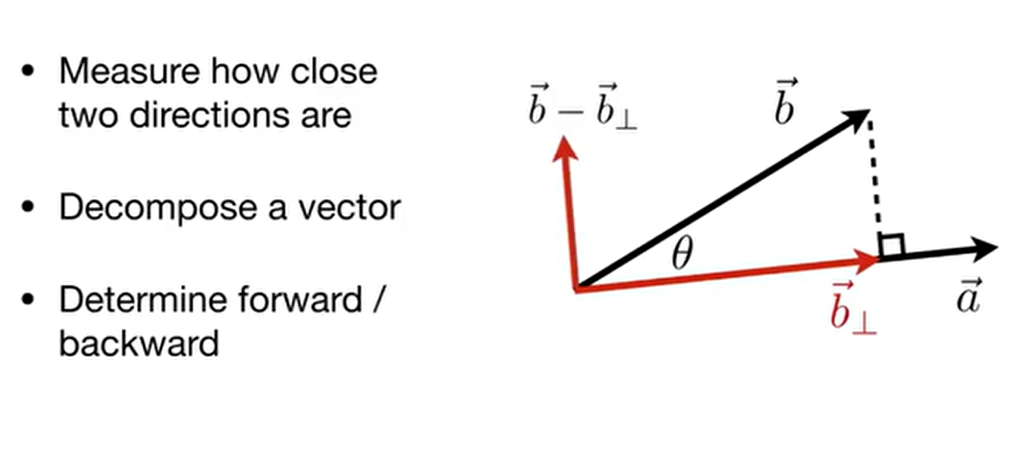 • Measure how close
two directions are
• Decompose a vector
• Determine forward /
backward
$\vec{b} - \vec{b}_\perp$
$\vec{b}$
$\theta$
$\vec{b}_\perp$
$\vec{a}$